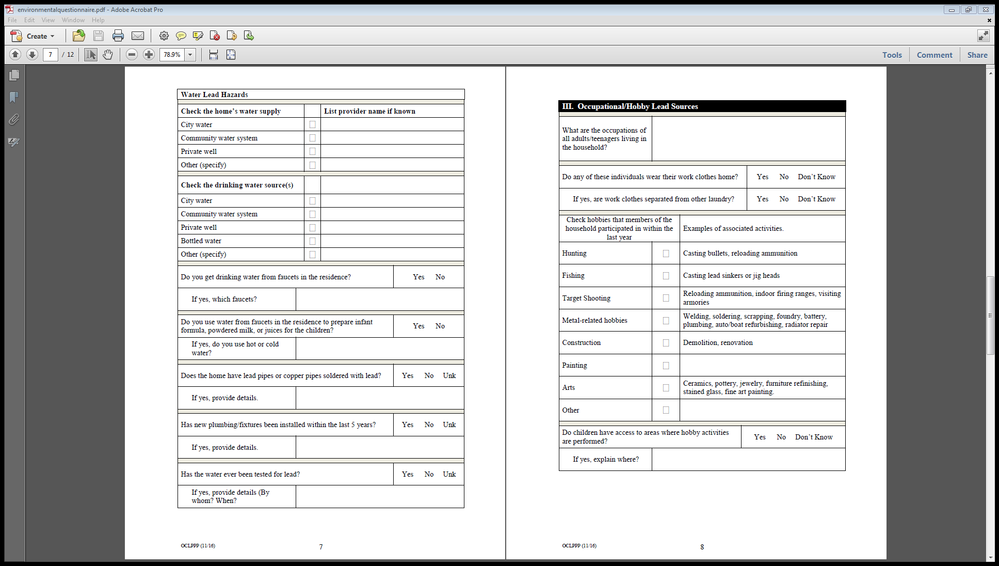 environmentalquestionnaire.pdf - Adobe Acrobat Pro
File Edit View Window Help
Create
7 / 12 78.9% Tools Comment Share
Water Lead Hazards
Check the home’s water supply List provider name if known
City water
Community water system
Private well
Other (specify)
Check the drinking water source(s)
City water
Community water system
Private well
Bottled water
Other (specify)
Do you get drinking water from faucets in the residence? Yes No
If yes, which faucets?
Do you use water from faucets in the residence to prepare infant
formula, powdered milk, or juices for the children? Yes No
If yes, do you use hot or cold
water?
Does the home have lead pipes or copper pipes soldered with lead? Yes No Unk
If yes, provide details.
Has new plumbing/fixtures been installed within the last 5 years? Yes No Unk
If yes, provide details.
Has the water ever been tested for lead? Yes No Unk
If yes, provide details (By
whom? When?
OCLPPP (11/16) 7
III. Occupational/Hobby Lead Sources
What are the occupations of
all adults/teenagers living in
the household?
Do any of these individuals wear their work clothes home? Yes No Don’t Know
If yes, are work clothes separated from other laundry? Yes No Don’t Know
Check hobbies that members of the
household participated in within the
last year
Examples of associated activities.
Hunting Casting bullets, reloading ammunition
Fishing Casting lead sinkers or jig heads
Target Shooting Reloading ammunition, indoor firing ranges, visiting
armories
Metal-related hobbies Welding, soldering, scrapping, foundry, battery,
plumbing, auto/boat refurbishing, radiator repair
Construction Demolition, renovation
Painting
Arts Ceramics, pottery, jewelry, furniture refinishing,
stained glass, fine art painting.
Other
Do children have access to areas where hobby activities
are performed? Yes No Don’t Know
If yes, explain where?
OCLPPP (11/16) 8